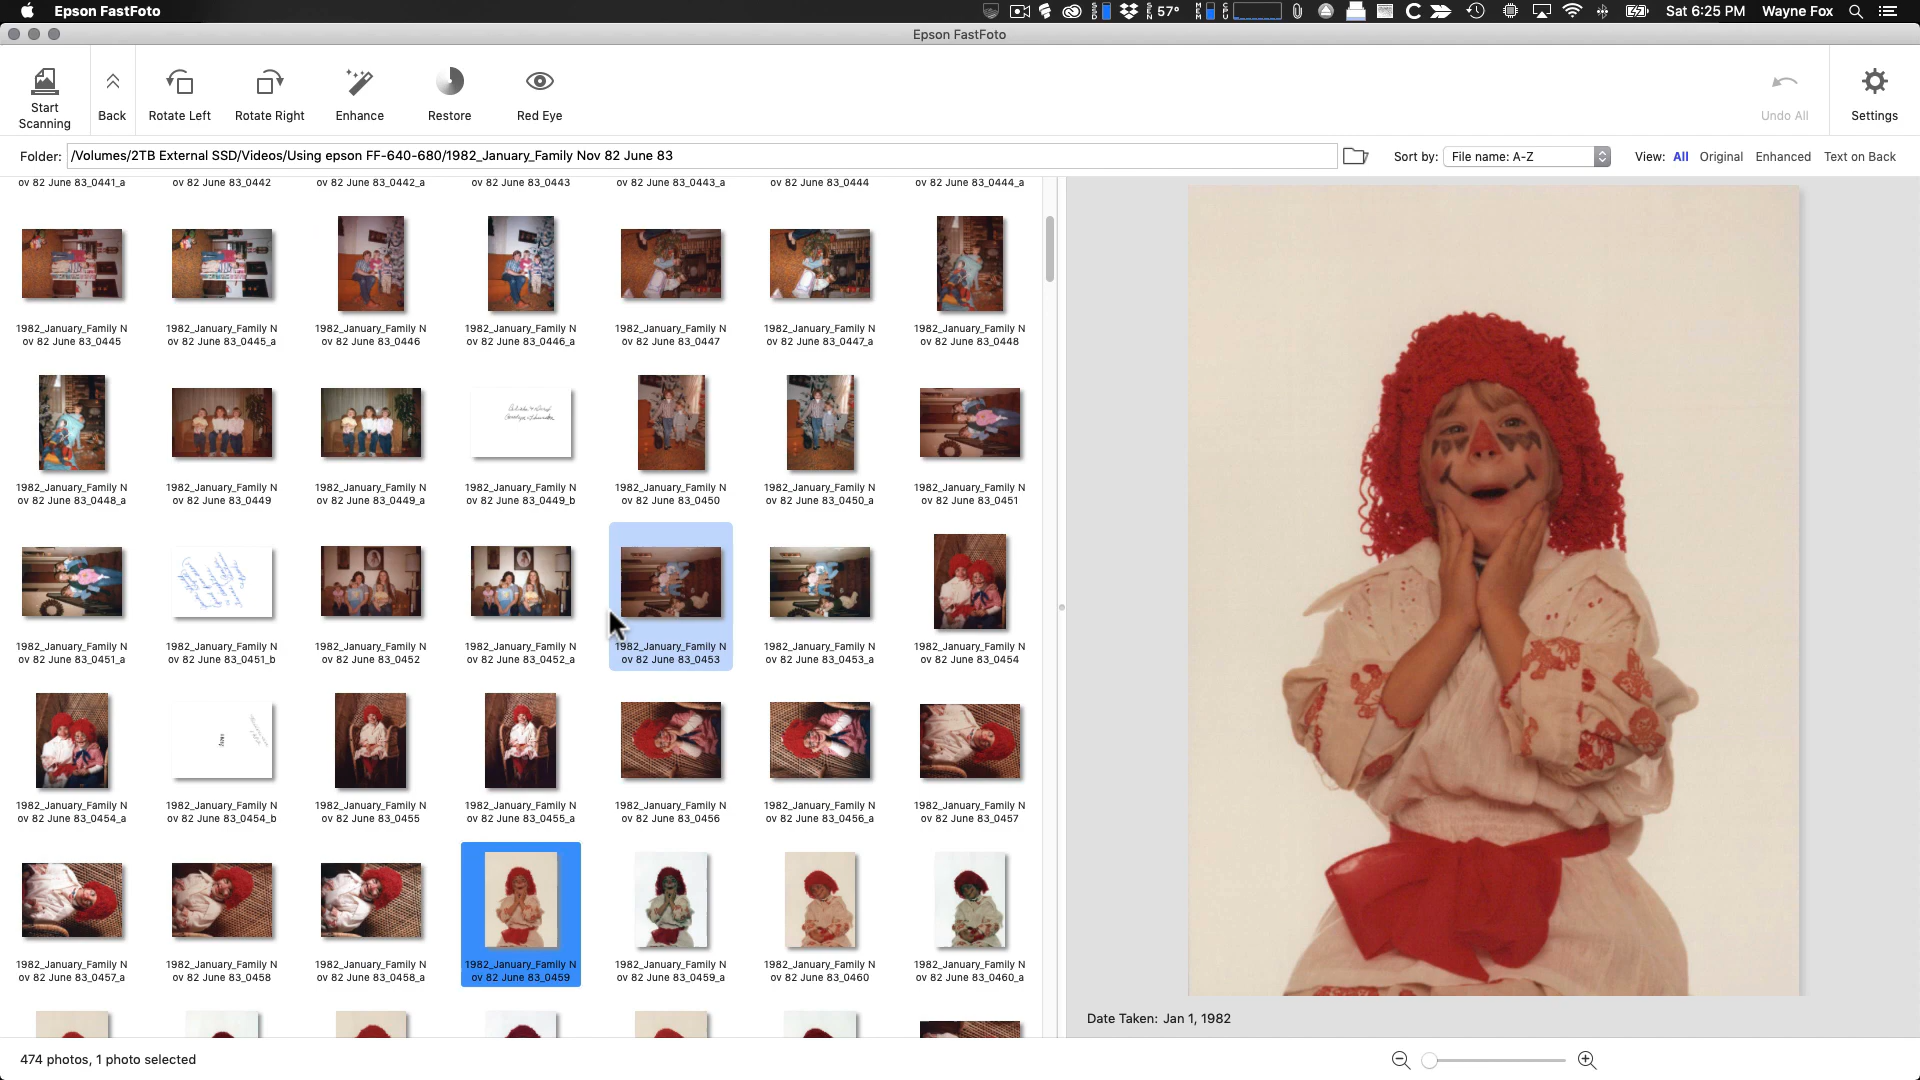 Epson FastFoto
57°
Sat 6:25 PM
Wayne Fox
Epson FastFoto
Start
Scanning
Back
Rotate Left
Rotate Right
Enhance
Restore
Red Eye
Undo All
Settings
Folder: /Volumes/2TB External SSD/Videos/Using epson FF-640-680/1982_January_Family Nov 82 June 83
Sort by: File name: A-Z
View: All Original Enhanced Text on Back
ov 82 June 83_0441_a
ov 82 June 83_0442
ov 82 June 83_0442_a
ov 82 June 83_0443
ov 82 June 83_0443_a
ov 82 June 83_0444
ov 82 June 83_0444_a
1982_January_Family N
ov 82 June 83_0445
1982_January_Family N
ov 82 June 83_0445_a
1982_January_Family N
ov 82 June 83_0446
1982_January_Family N
ov 82 June 83_0446_a
1982_January_Family N
ov 82 June 83_0447
1982_January_Family N
ov 82 June 83_0447_a
1982_January_Family N
ov 82 June 83_0448
1982_January_Family N
ov 82 June 83_0448_a
1982_January_Family N
ov 82 June 83_0449
1982_January_Family N
ov 82 June 83_0449_a
1982_January_Family N
ov 82 June 83_0449_b
1982_January_Family N
ov 82 June 83_0450
1982_January_Family N
ov 82 June 83_0450_a
1982_January_Family N
ov 82 June 83_0451
1982_January_Family N
ov 82 June 83_0451_a
1982_January_Family N
ov 82 June 83_0451_b
1982_January_Family N
ov 82 June 83_0452
1982_January_Family N
ov 82 June 83_0452_a
1982_January_Family N
ov 82 June 83_0453
1982_January_Family N
ov 82 June 83_0453_a
1982_January_Family N
ov 82 June 83_0454
1982_January_Family N
ov 82 June 83_0454_a
1982_January_Family N
ov 82 June 83_0454_b
1982_January_Family N
ov 82 June 83_0455
1982_January_Family N
ov 82 June 83_0455_a
1982_January_Family N
ov 82 June 83_0456
1982_January_Family N
ov 82 June 83_0456_a
1982_January_Family N
ov 82 June 83_0457
1982_January_Family N
ov 82 June 83_0457_a
1982_January_Family N
ov 82 June 83_0458
1982_January_Family N
ov 82 June 83_0458_a
1982_January_Family N
ov 82 June 83_0459
1982_January_Family N
ov 82 June 83_0459_a
1982_January_Family N
ov 82 June 83_0460
1982_January_Family N
ov 82 June 83_0460_a
Date Taken: Jan 1, 1982
474 photos, 1 photo selected